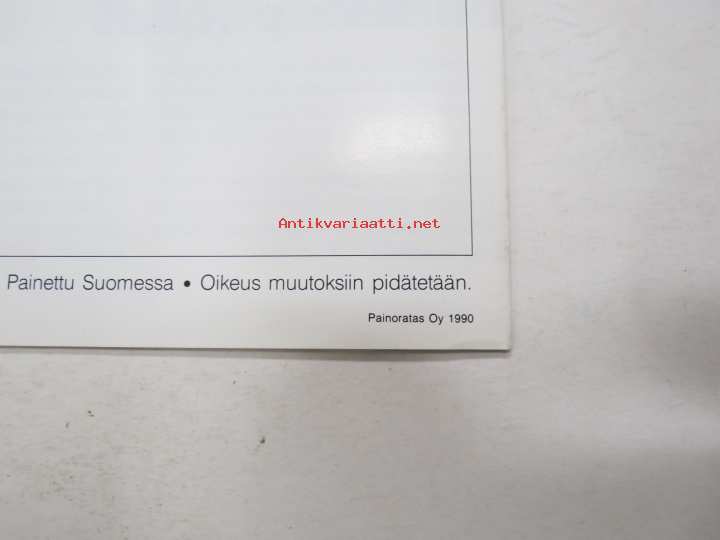 Antikvariaatti.net
Painettu Suomessa • Oikeus muutoksiin pidätetään.
Painoratas Oy 1990